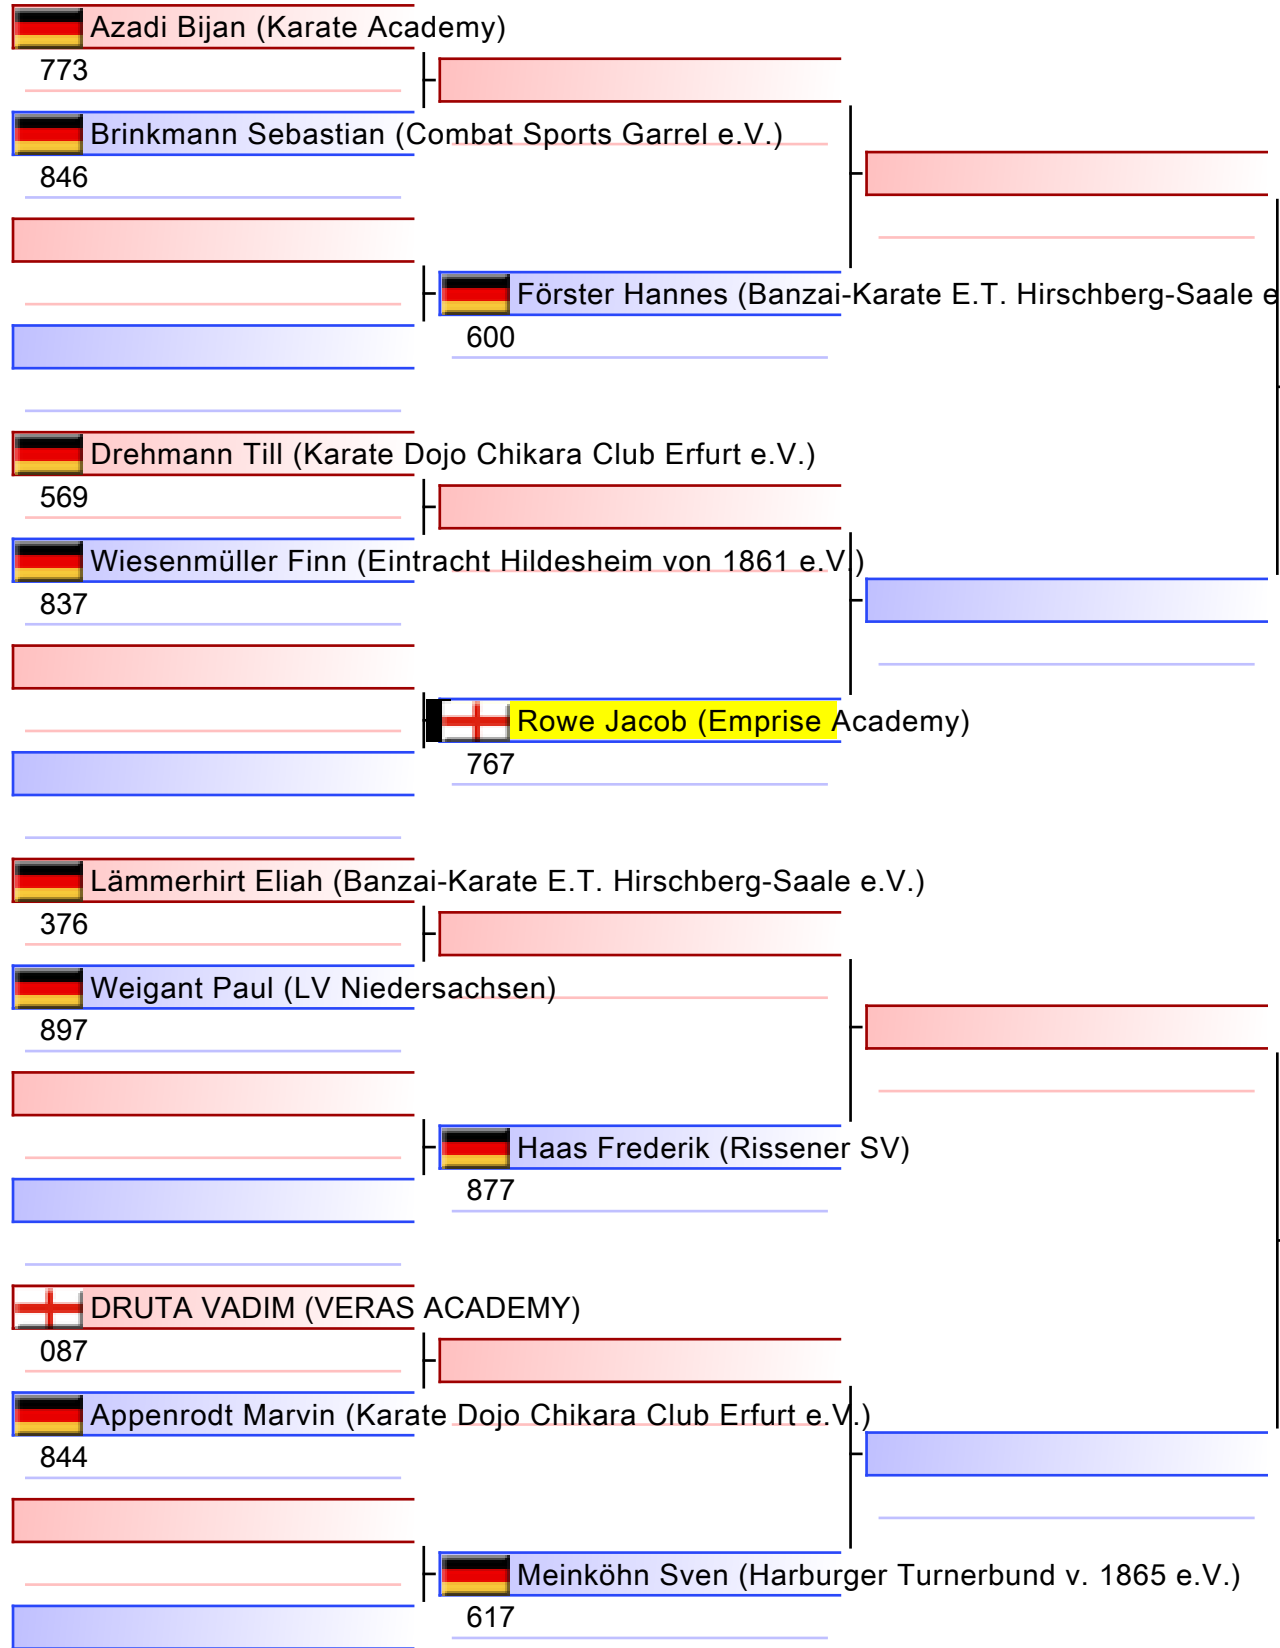 Azadi Bijan (Karate Academy)
773
Brinkmann Sebastian (Combat Sports Garrel e.V.)
846
Förster Hannes (Banzai-Karate E.T. Hirschberg-Saale e
600
Drehmann Till (Karate Dojo Chikara Club Erfurt e.V.)
569
Wiesenmüller Finn (Eintracht Hildesheim von 1861 e.V.)
837
Rowe Jacob (Emprise Academy)
767
Lämmerhirt Eliah (Banzai-Karate E.T. Hirschberg-Saale e.V.)
376
Weigant Paul (LV Niedersachsen)
897
Haas Frederik (Rissener SV)
877
DRUTA VADIM (VERAS ACADEMY)
087
Appenrodt Marvin (Karate Dojo Chikara Club Erfurt e.V.)
844
Meinköhn Sven (Harburger Turnerbund v. 1865 e.V.)
617